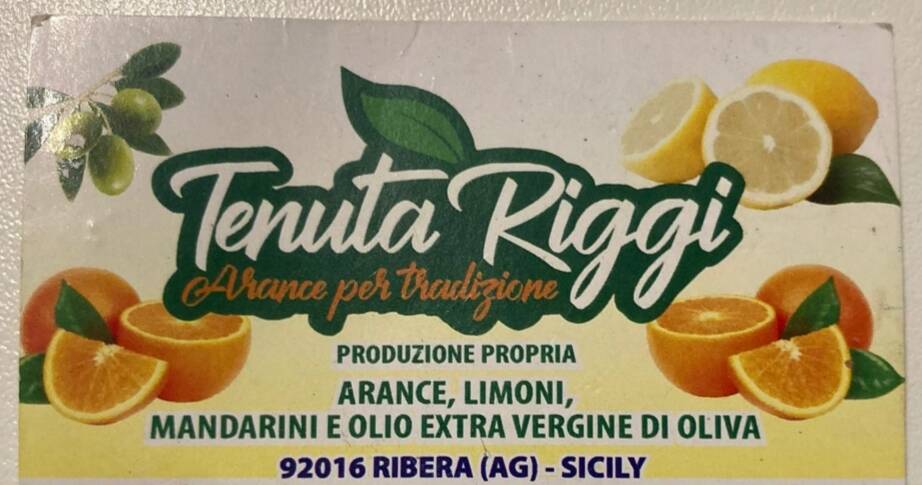 Tenuta Riggi
Arance per tradizione
PRODUZIONE PROPRIA
ARANCE, LIMONI,
MANDARINI E OLIO EXTRA VERGINE DI OLIVA
92016 RIBERA (AG) - SICILY